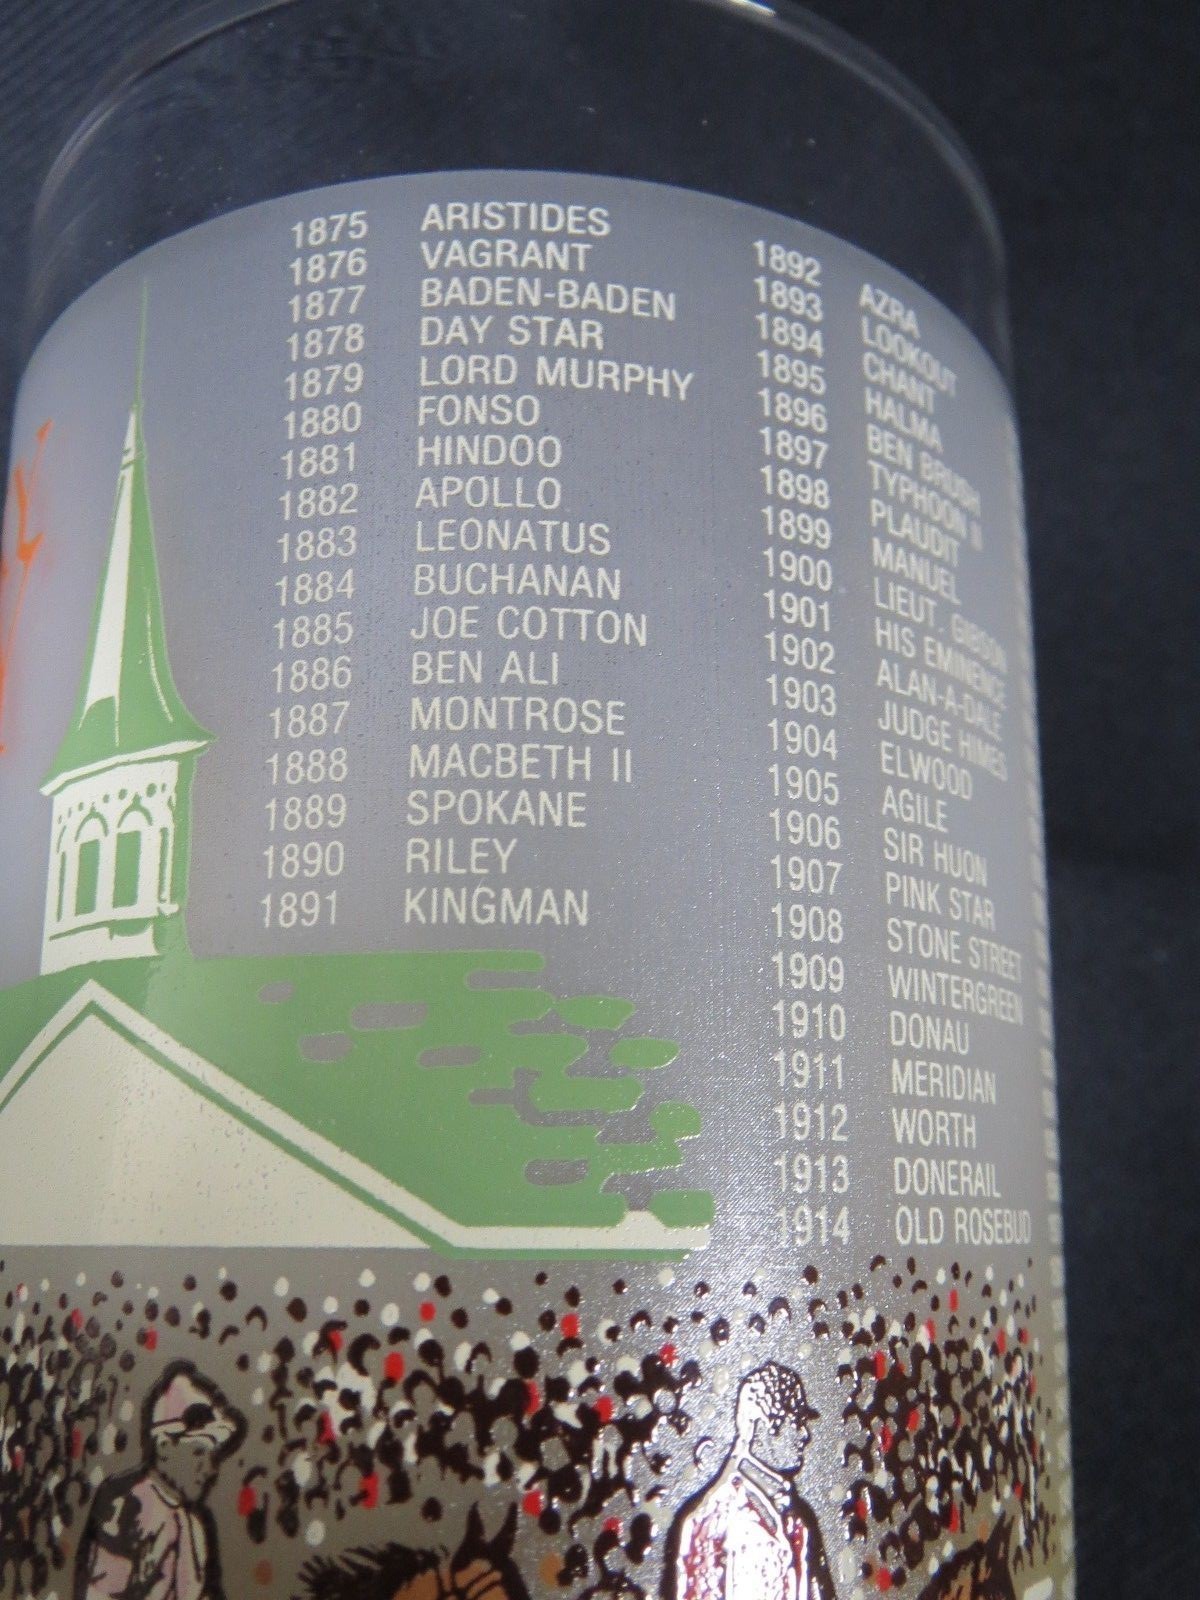 1875 ARISTIDES
1876 VAGRANT
1877 BADEN-BADEN
1878 DAY STAR
1879 LORD MURPHY
1880 FONSO
1881 HINDOO
1882 APOLLO
1883 LEONATUS
1884 BUCHANAN
1885 JOE COTTON
1886 BEN ALI
1887 MONTROSE
1888 MACBETH II
1889 SPOKANE
1890 RILEY
1891 KINGMAN
1892 AZRA
1893 LOOKOUT
1894 CHANT
1895 HALMA
1896 BEN BRUSH
1897 TYPHOON II
1898 PLAUDIT
1899 MANUEL
1900 LIEUT. GIBSON
1901 HIS EMINENCE
1902 ALAN-A-DALE
1903 JUDGE HIMES
1904 ELWOOD
1905 AGILE
1906 SIR HUON
1907 PINK STAR
1908 STONE STREET
1909 WINTERGREEN
1910 DONAU
1911 MERIDIAN
1912 WORTH
1913 DONERAIL
1914 OLD ROSEBUD